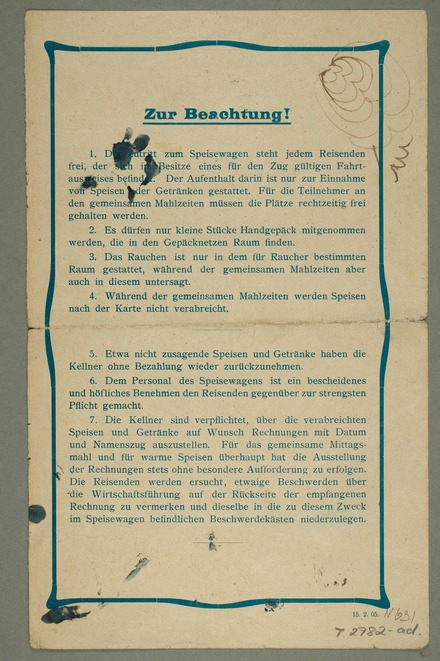 Zur Beachtung!
1. Der Zutritt zum Speisewagen steht jedem Reisenden
frei, der sich im Besitze eines für den Zug gültigen Fahrt-
ausweises befindet. Der Aufenthalt darin ist nur zur Einnahme
von Speisen oder Getränken gestattet. Für die Teilnehmer an
den gemeinsamen Mahlzeiten müssen die Plätze rechtzeitig frei
gehalten werden.
2. Es dürfen nur kleine Stücke Handgepäck mitgenommen
werden, die in den Gepäcknetzen Raum finden.
3. Das Rauchen ist nur in dem für Raucher bestimmten
Raum gestattet, während der gemeinsamen Mahlzeiten aber
auch in diesem untersagt.
4. Während der gemeinsamen Mahlzeiten werden Speisen
nach der Karte nicht verabreicht.
5. Etwa nicht zusagende Speisen und Getränke haben die
Kellner ohne Bezahlung wieder zurückzunehmen.
6. Dem Personal des Speisewagens ist ein bescheidenes
und höfliches Benehmen den Reisenden gegenüber zur strengsten
Pflicht gemacht.
7. Die Kellner sind verpflichtet, über die verabreichten
Speisen und Getränke auf Wunsch Rechnungen mit Datum
und Namenszug auszustellen. Für das gemeinsame Mittags-
mahl und für warme Speisen überhaupt hat die Ausstellung
der Rechnungen stets ohne besondere Aufforderung zu erfolgen.
Die Reisenden werden ersucht, etwaige Beschwerden über
die Wirtschaftsführung auf der Rückseite der empfangenen
Rechnung zu vermerken und dieselbe in die zu diesem Zweck
im Speisewagen befindlichen Beschwerdekästen niederzulegen.
15. 2. 05.
T 2782-ad.